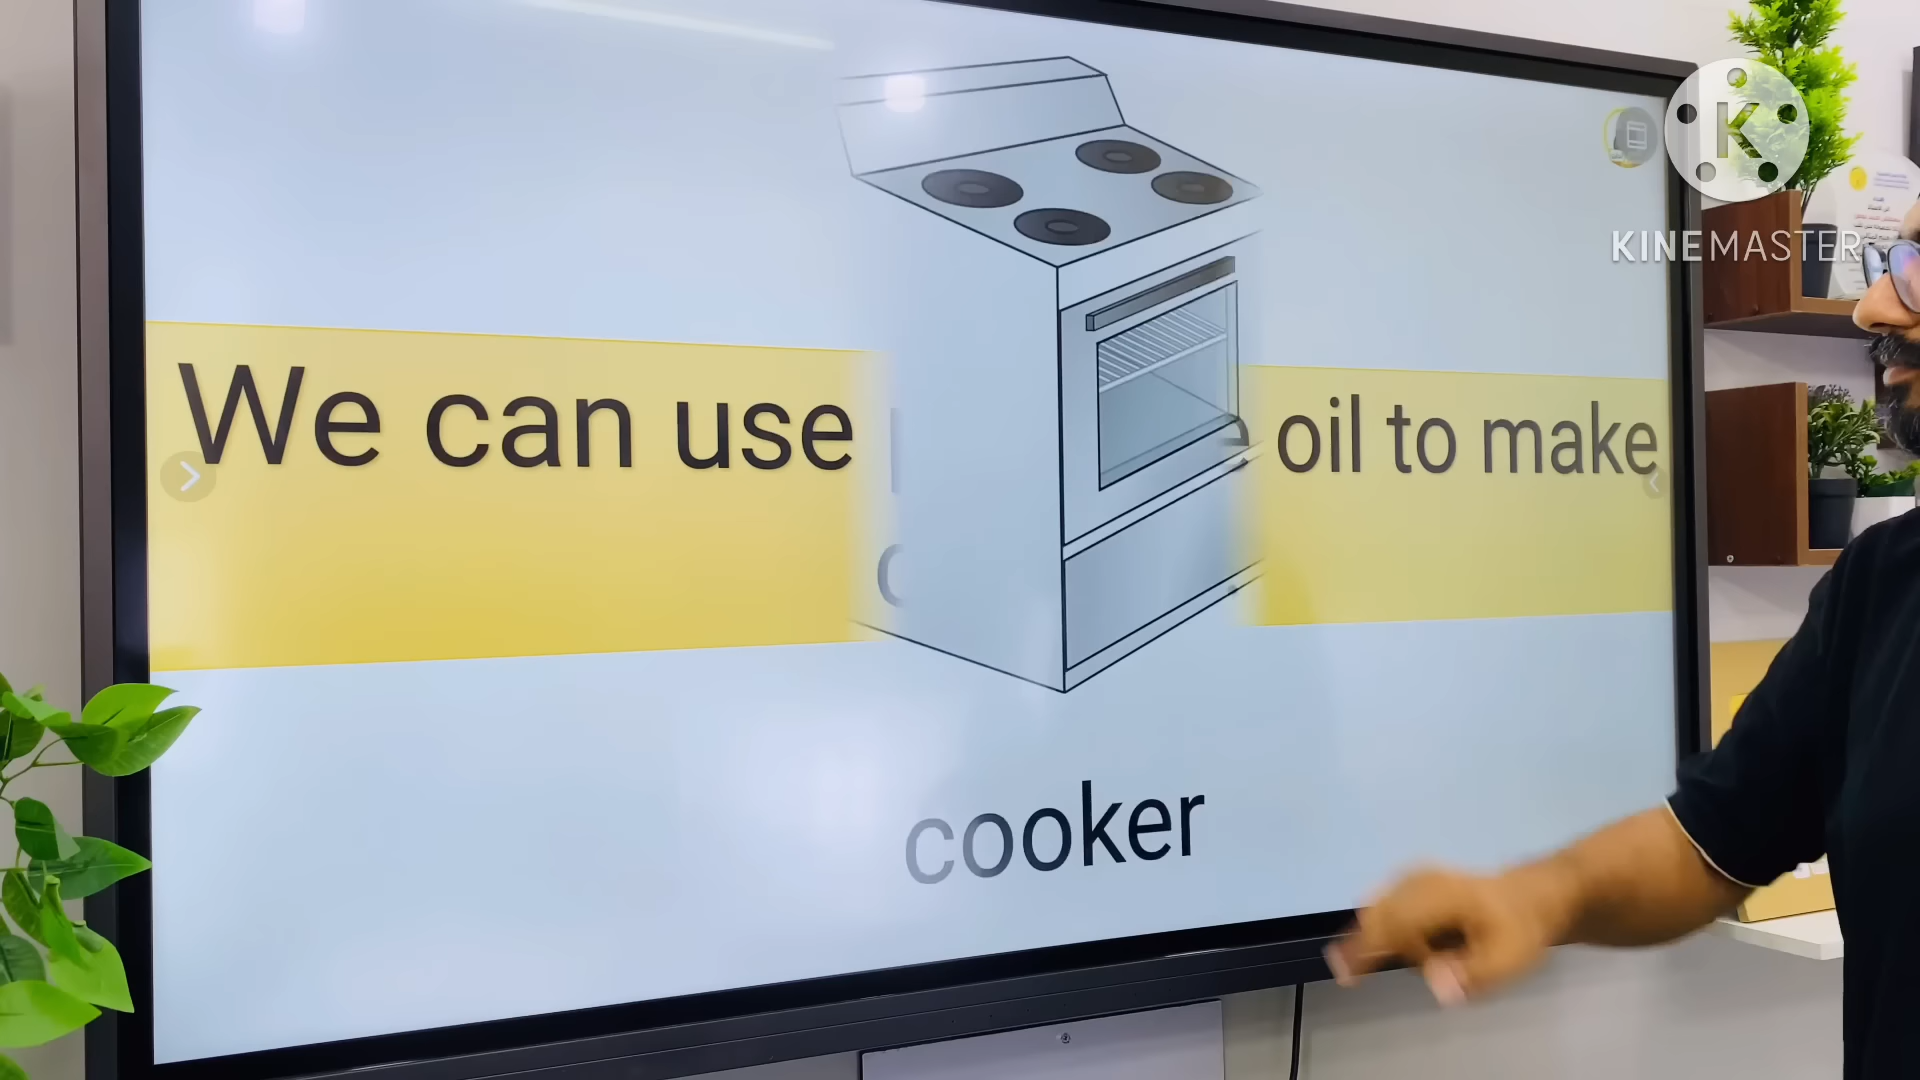 We can use
oil to make
cooker
K
KINEMASTER